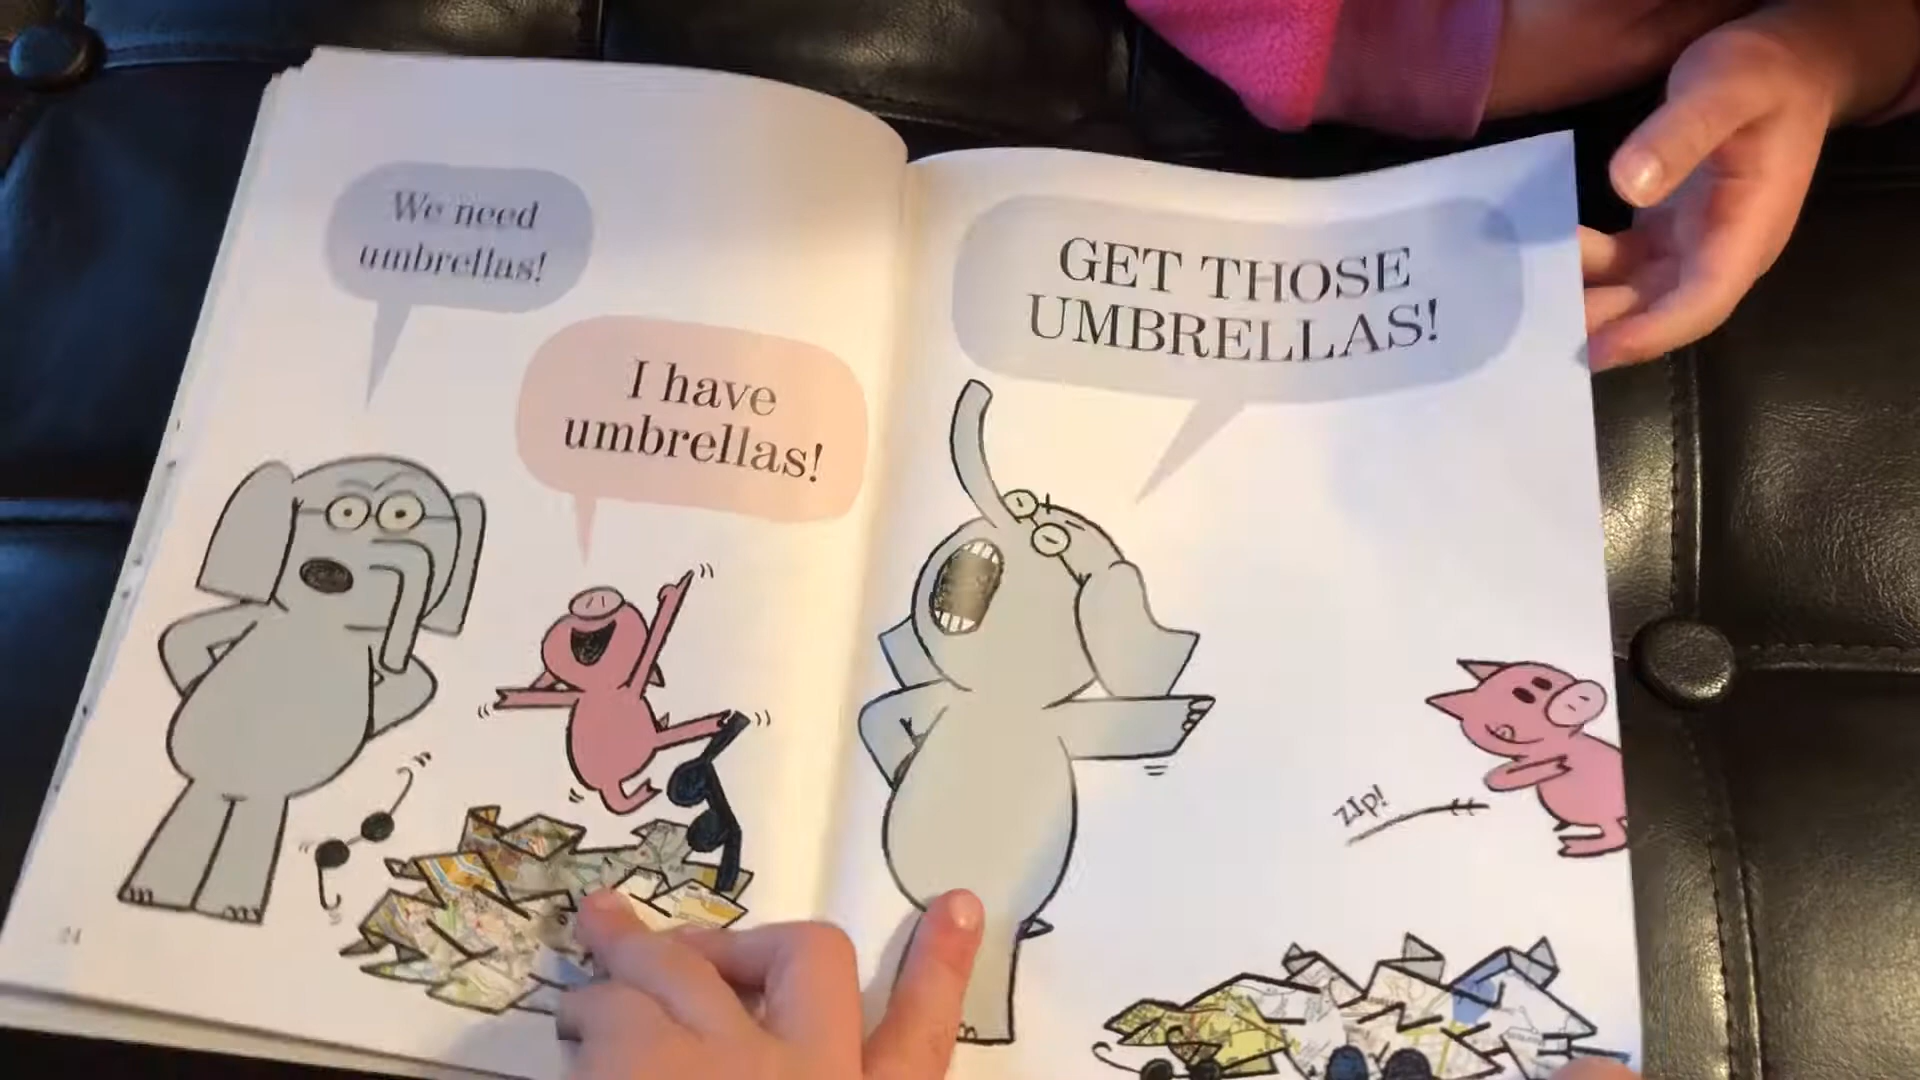 We need
umbrellas!
I have
umbrellas!
GET THOSE
UMBRELLAS!
ZIP!
24